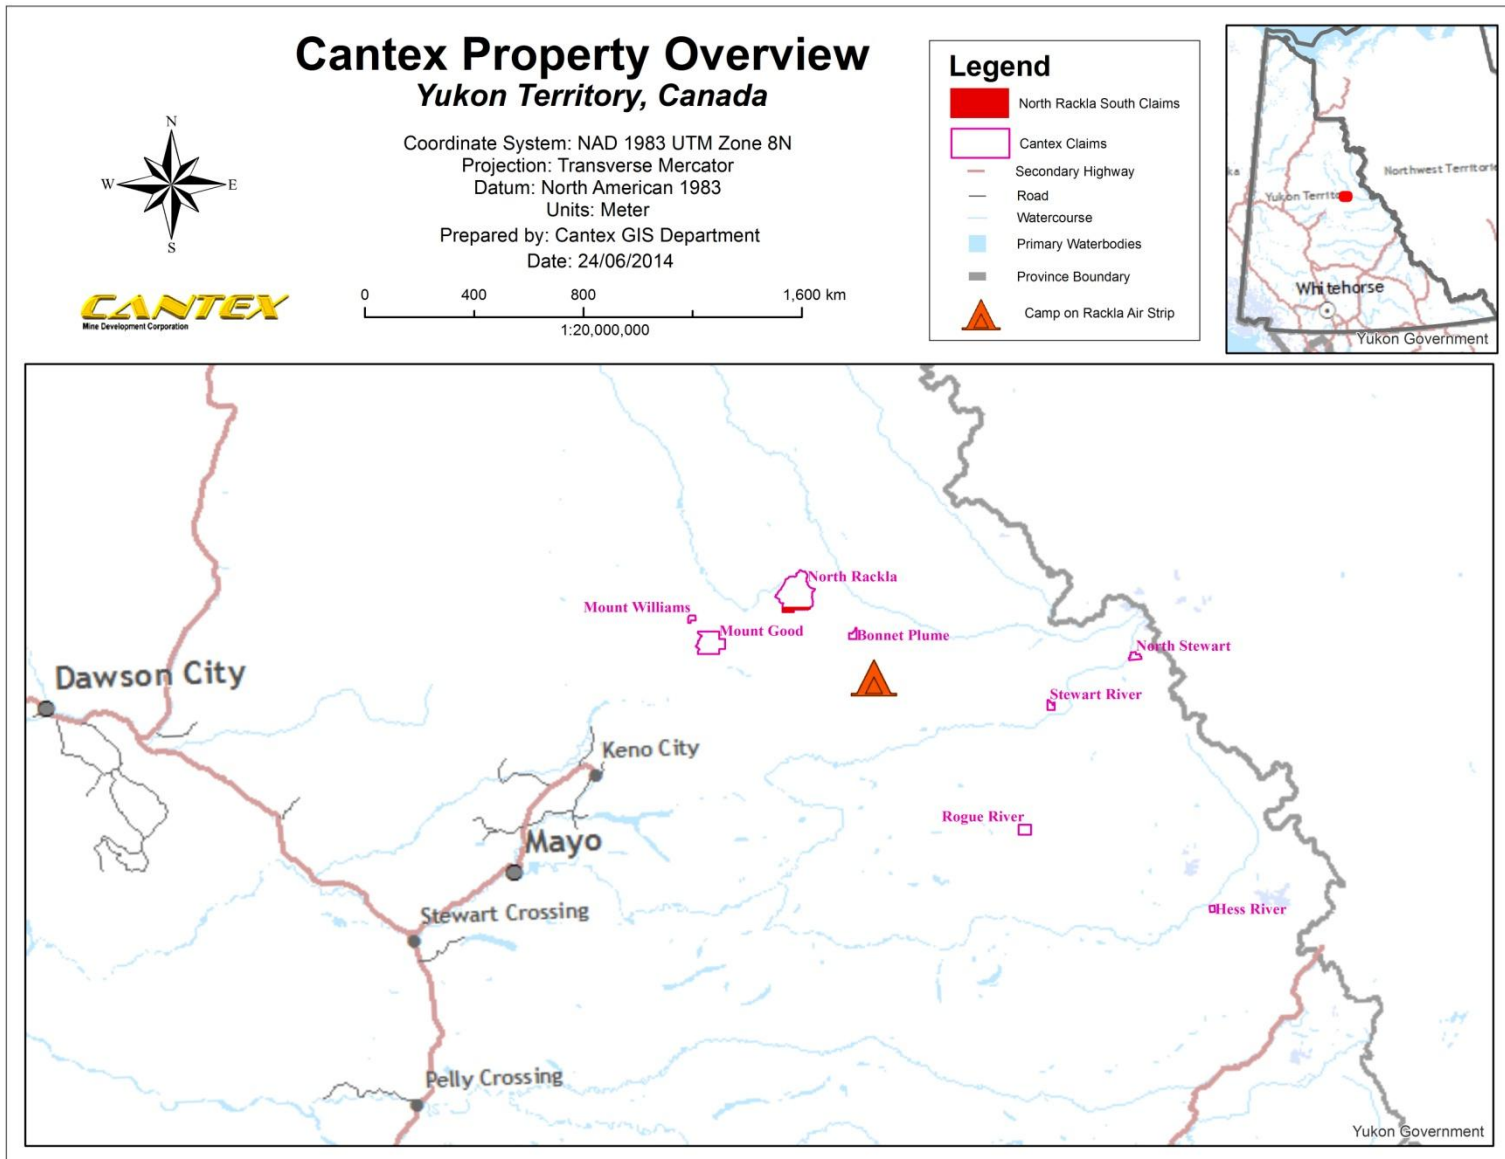 Cantex Property Overview
Yukon Territory, Canada
Coordinate System: NAD 1983 UTM Zone 8N
Projection: Transverse Mercator
Datum: North American 1983
Units: Meter
Prepared by: Cantex GIS Department
Date: 24/06/2014
N
W
E
S
CANTEX
Mine Development Corporation
0 400 800 1,600 km
1:20,000,000
Legend
North Rackla South Claims
Cantex Claims
Secondary Highway
Road
Watercourse
Primary Waterbodies
Province Boundary
Camp on Rackla Air Strip
ka
Northwest Territorie
Yukon Territo
Whitehorse
Yukon Government
North Rackla
Mount Williams
Mount Good
Bonnet Plume
North Stewart
Dawson City
Stewart River
Keno City
Rogue River
Mayo
Stewart Crossing
Hess River
Pelly Crossing
Yukon Government